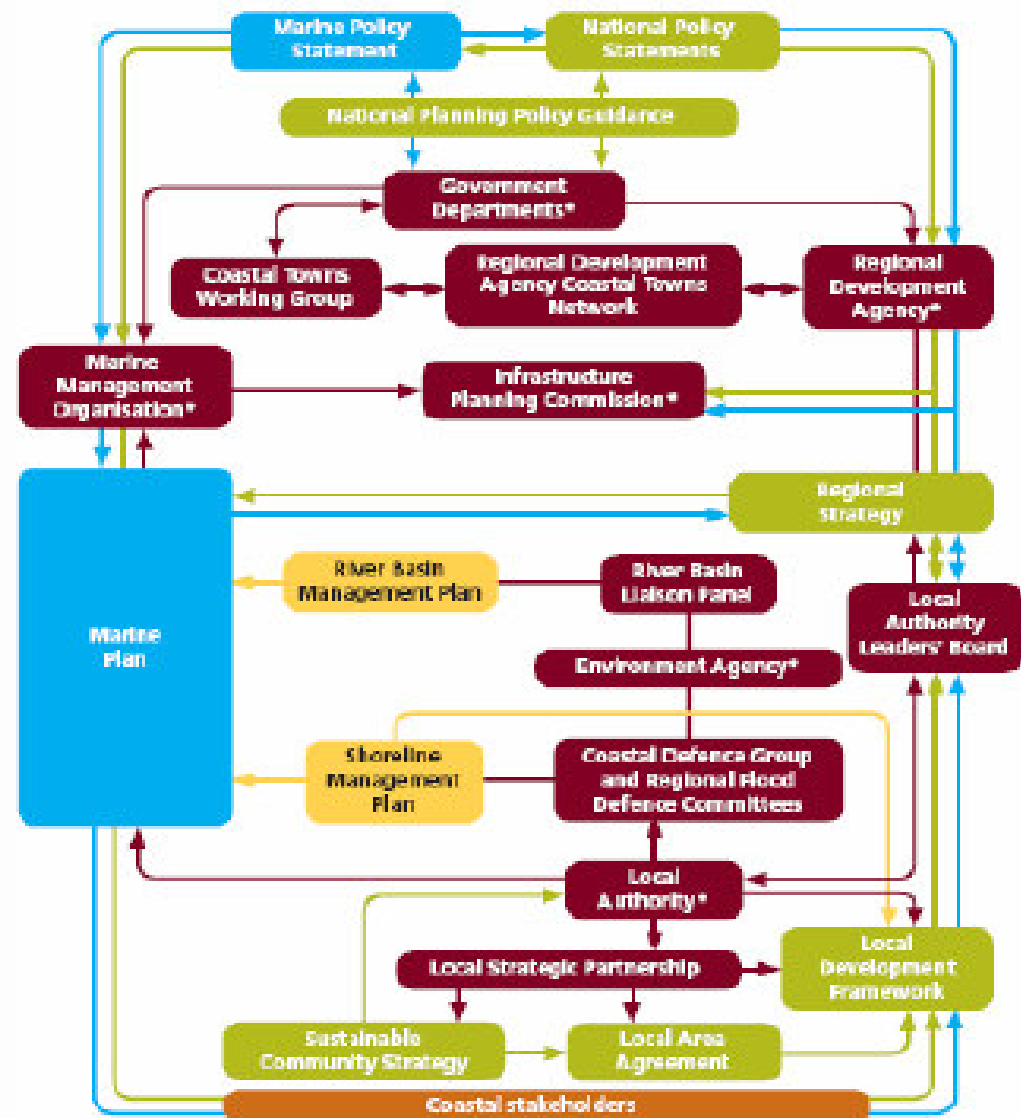 Marine Policy
Statement
National Policy
Statements
National Planning Policy Guidance
Government
Departments*
Coastal Towns
Working Group
Regional Development
Agency Coastal Towns
Network
Regional
Development
Agency*
Marine
Management
Organisation*
Infrastructure
Planning Commission*
Regional
Strategy
River Basin
Management Plan
River Basin
Liaison Panel
Local
Authority
Leaders' Board
Marine
Plan
Environment Agency*
Shoreline
Management
Plan
Coastal Defence Group
and Regional Flood
Defence Committees
Local
Authority*
Local Strategic Partnership
Local
Development
Framework
Sustainable
Community Strategy
Local Area
Agreement
Coastal stakeholders